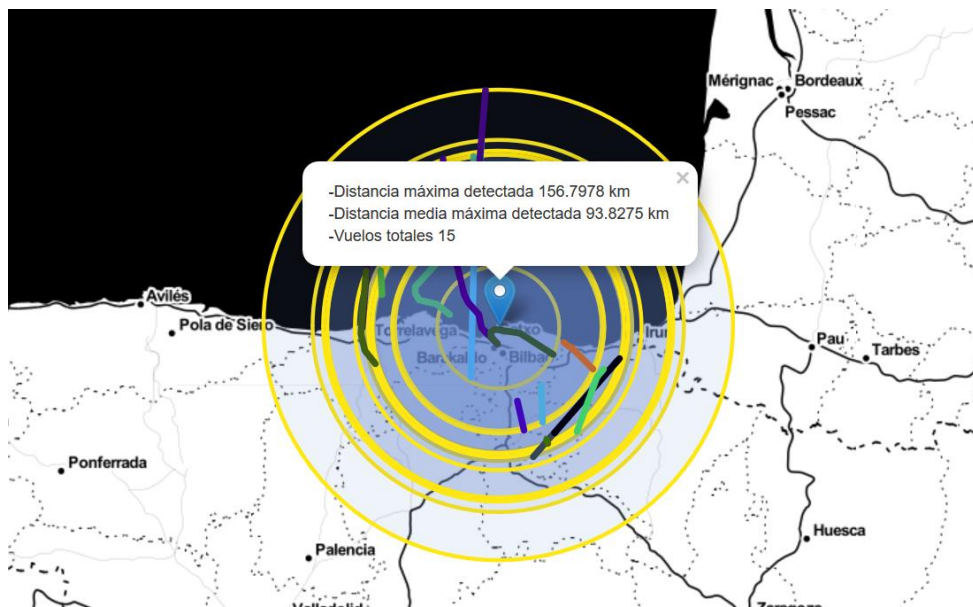 Mérignac
Bordeaux
Pessac
-Distancia máxima detectada 156.7978 km
-Distancia media máxima detectada 93.8275 km
-Vuelos totales 15
Avilés
Pola de Siero
Torrelavega
Irun
Barakaldo
Bilbao
Pau
Tarbes
Ponferrada
Huesca
Palencia